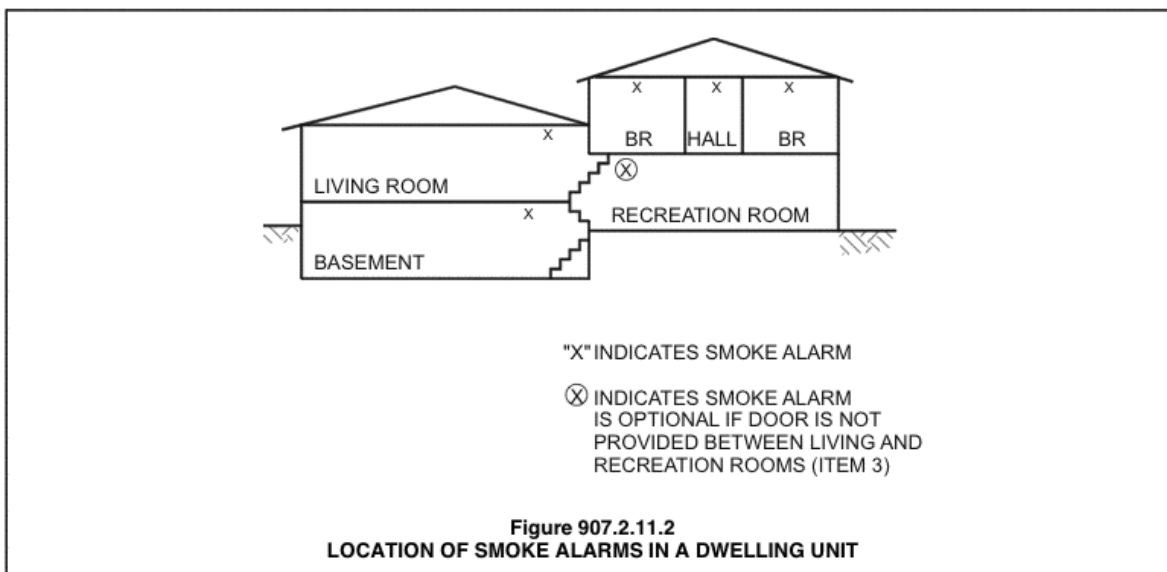 X X X
X
BR HALL BR
LIVING ROOM
Ⓧ
X
RECREATION ROOM
BASEMENT
"X" INDICATES SMOKE ALARM
Ⓧ INDICATES SMOKE ALARM
IS OPTIONAL IF DOOR IS NOT
PROVIDED BETWEEN LIVING AND
RECREATION ROOMS (ITEM 3)
Figure 907.2.11.2
LOCATION OF SMOKE ALARMS IN A DWELLING UNIT